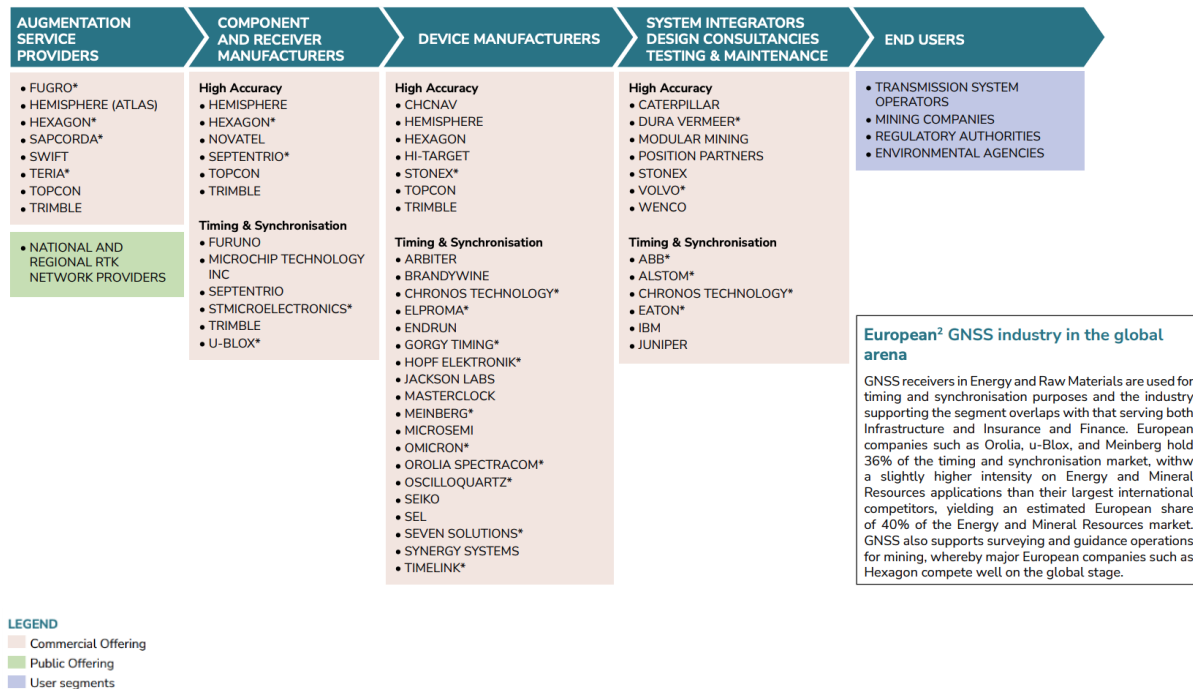 AUGMENTATION
SERVICE
PROVIDERS
• FUGRO*
• HEMISPHERE (ATLAS)
• HEXAGON*
• SAPCORDA*
• SWIFT
• TERIA*
• TOPCON
• TRIMBLE
• NATIONAL AND
REGIONAL RTK
NETWORK PROVIDERS
COMPONENT
AND RECEIVER
MANUFACTURERS
High Accuracy
• HEMISPHERE
• HEXAGON*
• NOVATEL
• SEPTENTRIO*
• TOPCON
• TRIMBLE
Timing & Synchronisation
• FURUNO
• MICROCHIP TECHNOLOGY
INC
• SEPTENTRIO
• STMICROELECTRONICS*
• TRIMBLE
• U-BLOX*
DEVICE MANUFACTURERS
High Accuracy
• CHCNAV
• HEMISPHERE
• HEXAGON
• HI-TARGET
• STONEX*
• TOPCON
• TRIMBLE
Timing & Synchronisation
• ARBITER
• BRANDYWINE
• CHRONOS TECHNOLOGY*
• ELPROMA*
• ENDRUN
• GORGY TIMING*
• HOPF ELEKTRONIK*
• JACKSON LABS
• MASTERCLOCK
• MEINBERG*
• MICROSEMI
• OMICRON*
• OROLIA SPECTRACOM*
• OSCILLOQUARTZ*
• SEIKO
• SEL
• SEVEN SOLUTIONS*
• SYNERGY SYSTEMS
• TIMELINK*
SYSTEM INTEGRATORS
DESIGN CONSULTANCIES
TESTING & MAINTENANCE
High Accuracy
• CATERPILLAR
• DURA VERMEER*
• MODULAR MINING
• POSITION PARTNERS
• STONEX
• VOLVO*
• WENCO
Timing & Synchronisation
• ABB*
• ALSTOM*
• CHRONOS TECHNOLOGY*
• EATON*
• IBM
• JUNIPER
END USERS
• TRANSMISSION SYSTEM
OPERATORS
• MINING COMPANIES
• REGULATORY AUTHORITIES
• ENVIRONMENTAL AGENCIES
European² GNSS industry in the global
arena
GNSS receivers in Energy and Raw Materials are used for
timing and synchronisation purposes and the industry
supporting the segment overlaps with that serving both
Infrastructure and Insurance and Finance. European
companies such as Orolia, u-Blox, and Meinberg hold
36% of the timing and synchronisation market, withw
a slightly higher intensity on Energy and Mineral
Resources applications than their largest international
competitors, yielding an estimated European share
of 40% of the Energy and Mineral Resources market.
GNSS also supports surveying and guidance operations
for mining, whereby major European companies such as
Hexagon compete well on the global stage.
LEGEND
Commercial Offering
Public Offering
User segments